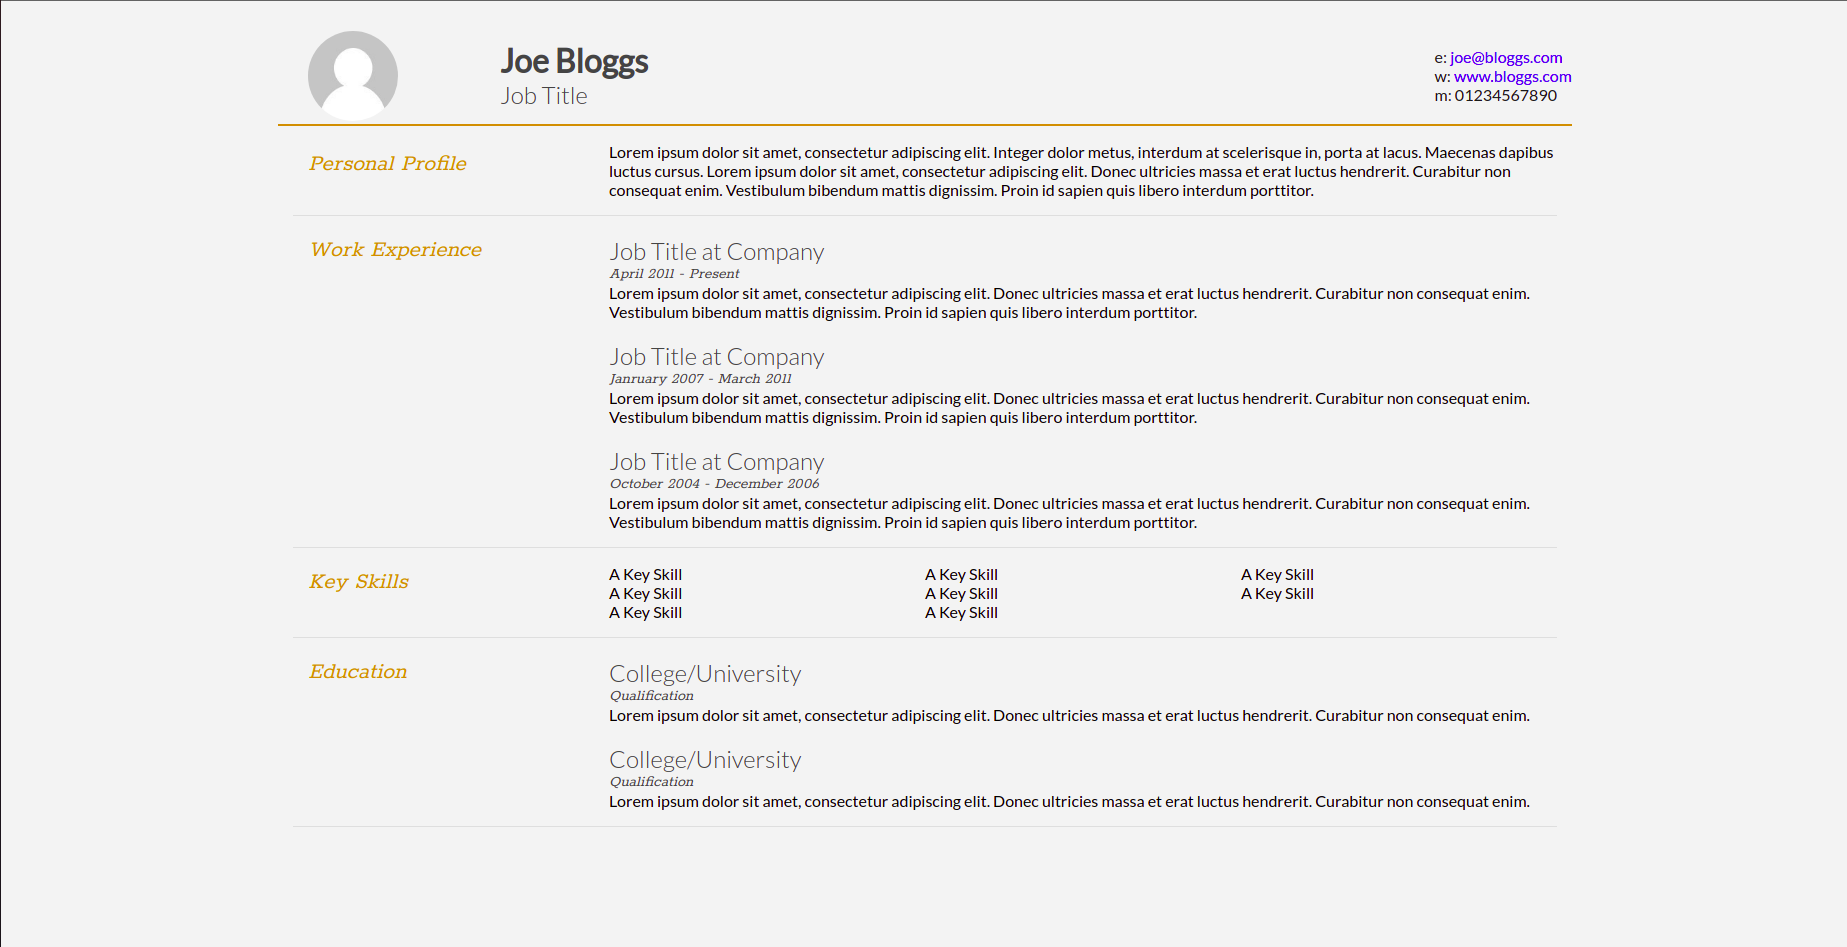 Joe Bloggs
Job Title
e: joe@bloggs.com
w: www.bloggs.com
m: 01234567890
Personal Profile
Lorem ipsum dolor sit amet, consectetur adipiscing elit. Integer dolor metus, interdum at scelerisque in, porta at lacus. Maecenas dapibus
luctus cursus. Lorem ipsum dolor sit amet, consectetur adipiscing elit. Donec ultricies massa et erat luctus hendrerit. Curabitur non
consequat enim. Vestibulum bibendum mattis dignissim. Proin id sapien quis libero interdum porttitor.
Work Experience
Job Title at Company
April 2011 - Present
Lorem ipsum dolor sit amet, consectetur adipiscing elit. Donec ultricies massa et erat luctus hendrerit. Curabitur non consequat enim.
Vestibulum bibendum mattis dignissim. Proin id sapien quis libero interdum porttitor.
Job Title at Company
Janruary 2007 - March 2011
Lorem ipsum dolor sit amet, consectetur adipiscing elit. Donec ultricies massa et erat luctus hendrerit. Curabitur non consequat enim.
Vestibulum bibendum mattis dignissim. Proin id sapien quis libero interdum porttitor.
Job Title at Company
October 2004 - December 2006
Lorem ipsum dolor sit amet, consectetur adipiscing elit. Donec ultricies massa et erat luctus hendrerit. Curabitur non consequat enim.
Vestibulum bibendum mattis dignissim. Proin id sapien quis libero interdum porttitor.
Key Skills
A Key Skill
A Key Skill
A Key Skill
A Key Skill
A Key Skill
A Key Skill
A Key Skill
A Key Skill
Education
College/University
Qualification
Lorem ipsum dolor sit amet, consectetur adipiscing elit. Donec ultricies massa et erat luctus hendrerit. Curabitur non consequat enim.
College/University
Qualification
Lorem ipsum dolor sit amet, consectetur adipiscing elit. Donec ultricies massa et erat luctus hendrerit. Curabitur non consequat enim.